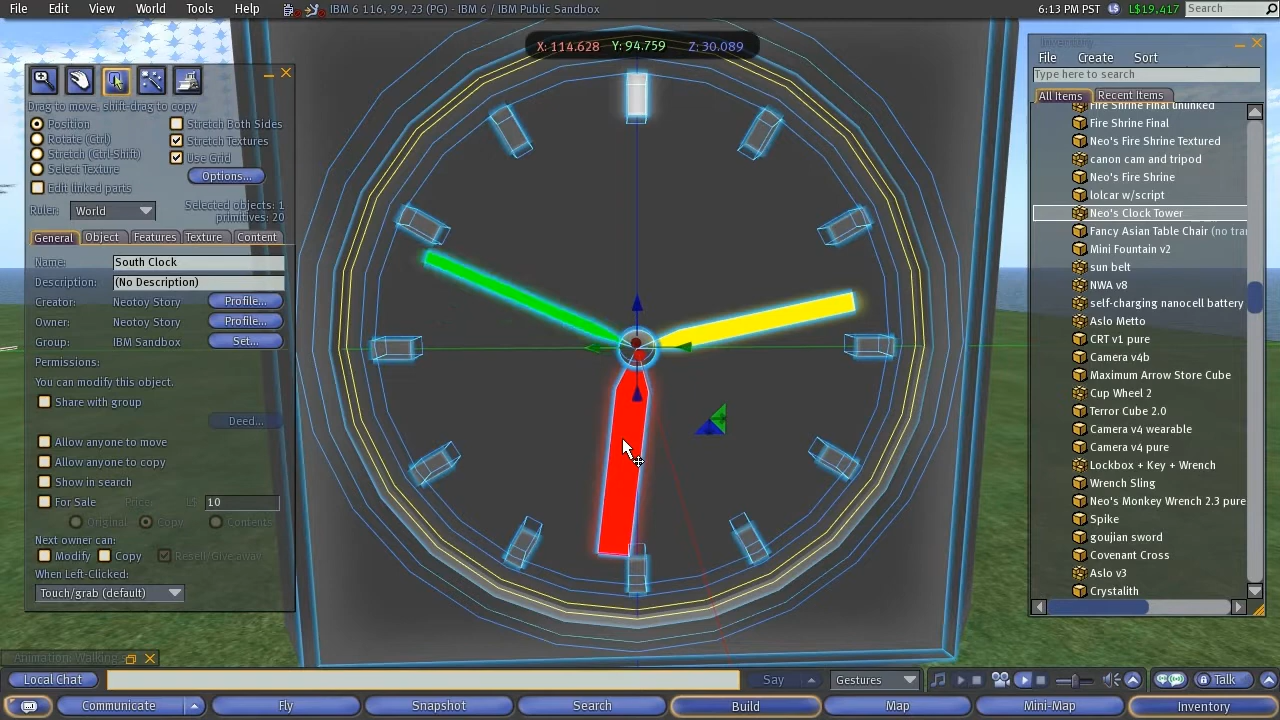 File Edit View World Tools Help IBM 6 116, 99, 23 (PG) - IBM 6 / IBM Public Sandbox 6:13 PM PST L$19,417 Search
X: 114.628 Y: 94.759 Z: 30.089
Drag to move, shift-drag to copy
Position
Rotate (Ctrl)
Stretch (Ctrl-Shift)
Select Texture
Edit linked parts
Stretch Both Sides
Stretch Textures
Use Grid
Options...
Ruler: World
Selected objects: 1
primitives: 20
General Object Features Texture Content
Name: South Clock
Description: (No Description)
Creator: Neotoy Story Profile...
Owner: Neotoy Story Profile...
Group: IBM Sandbox Set...
Permissions:
You can modify this object.
Share with group
Deed...
Allow anyone to move
Allow anyone to copy
Show in search
For Sale Price: L$ 10
Original Copy Contents
Next owner can:
Modify Copy Resell/Give away
When Left-Clicked:
Touch/grab (default)
Inventory
File Create Sort
Type here to search
All Items Recent Items
Fire Shrine Final unlinked
Fire Shrine Final
Neo's Fire Shrine Textured
canon cam and tripod
Neo's Fire Shrine
lolcar w/script
Neo's Clock Tower
Fancy Asian Table Chair (no tra
Mini Fountain v2
sun belt
NWA v8
self-charging nanocell battery
Aslo Metto
CRT v1 pure
Camera v4b
Maximum Arrow Store Cube
Cup Wheel 2
Terror Cube 2.0
Camera v4 wearable
Camera v4 pure
Lockbox + Key + Wrench
Wrench Sling
Neo's Monkey Wrench 2.3 pure
Spike
goujian sword
Covenant Cross
Aslo v3
Crystalith
Animation: Walking
Local Chat Say Gestures Talk
Communicate Fly Snapshot Search Build Map Mini-Map Inventory